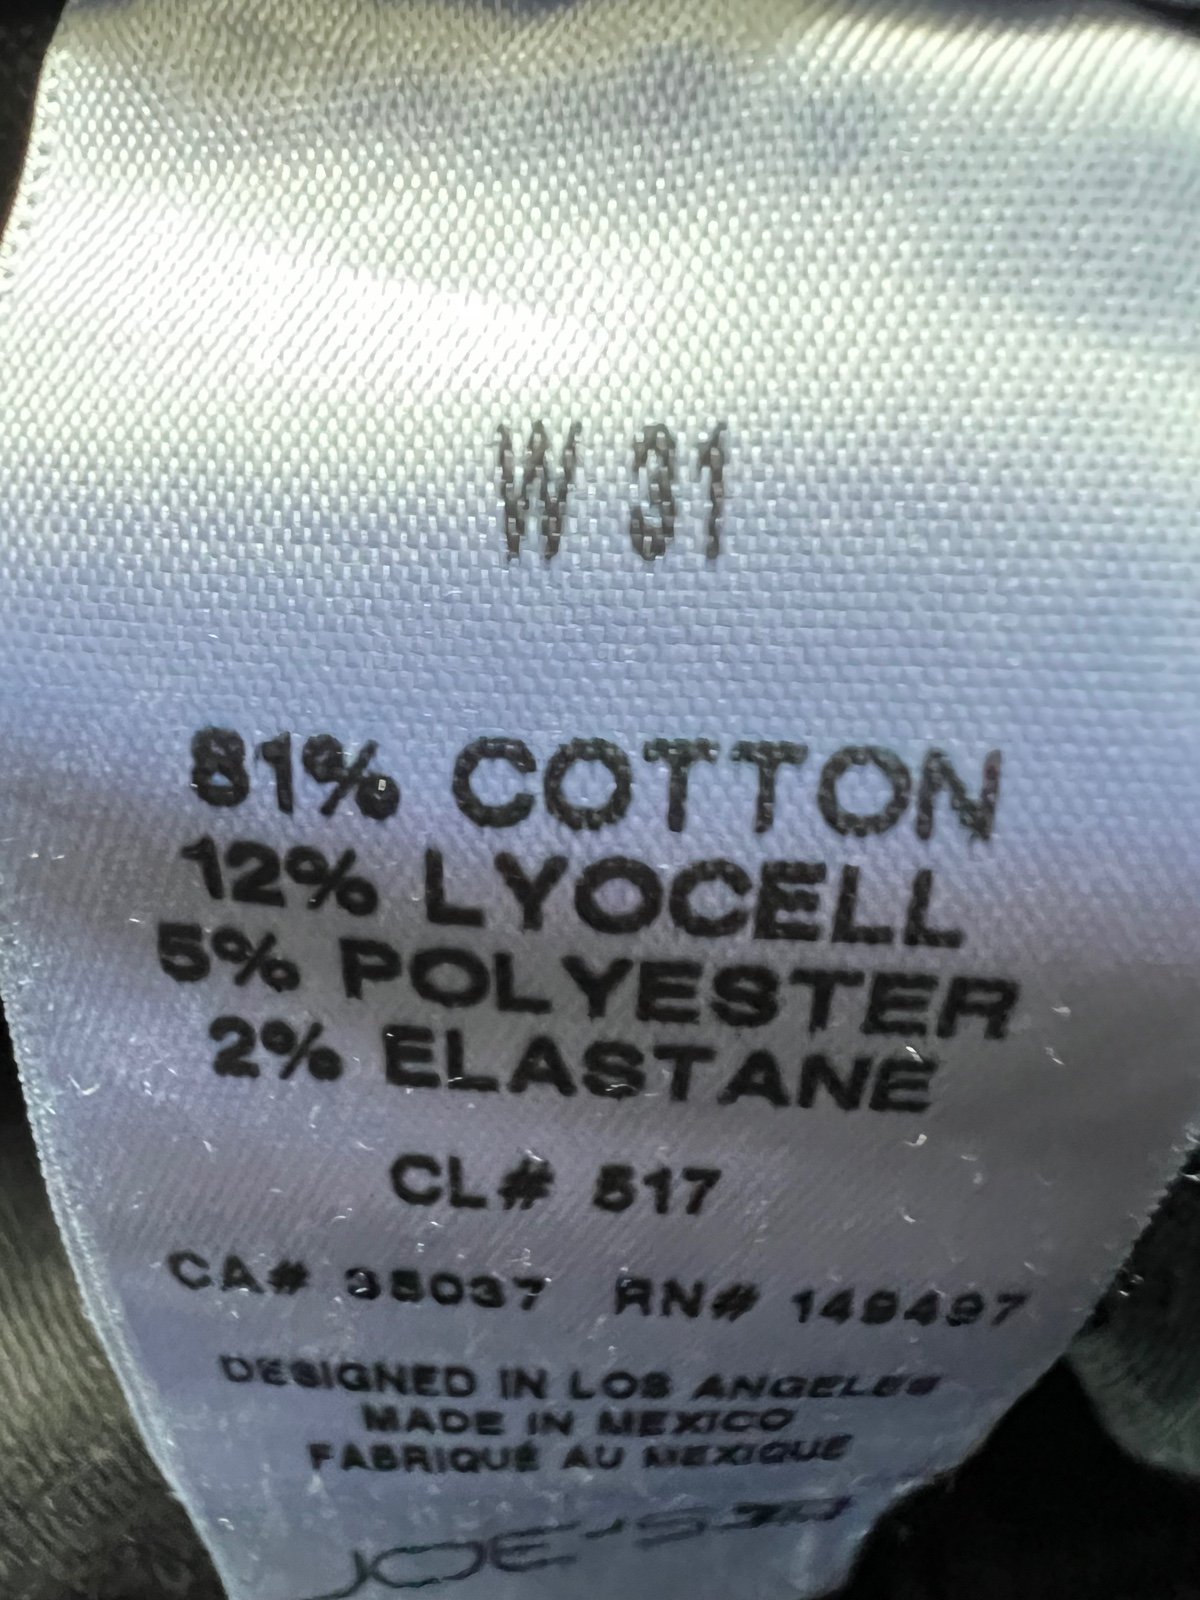 W 31
81% COTTON
12% LYOCELL
5% POLYESTER
2% ELASTANE
CL# 517
CA# 35037 RN# 149497
DESIGNED IN LOS ANGELES
MADE IN MEXICO
FABRIQUÉ AU MEXIQUE
JOE'S